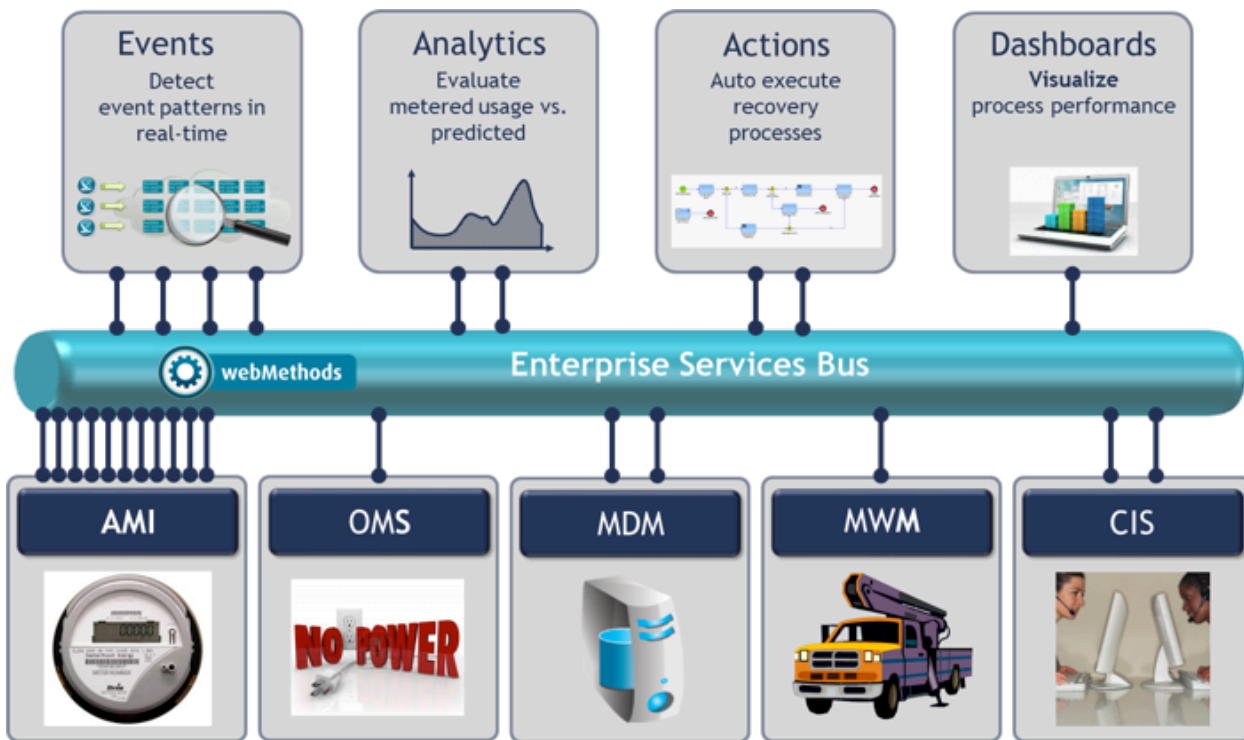 Events
Detect
event patterns in
real-time
Analytics
Evaluate
metered usage vs.
predicted
Actions
Auto execute
recovery
processes
Dashboards
Visualize
process performance
webMethods
Enterprise Services Bus
AMI
OMS
MDM
MWM
CIS
00000
NO POWER